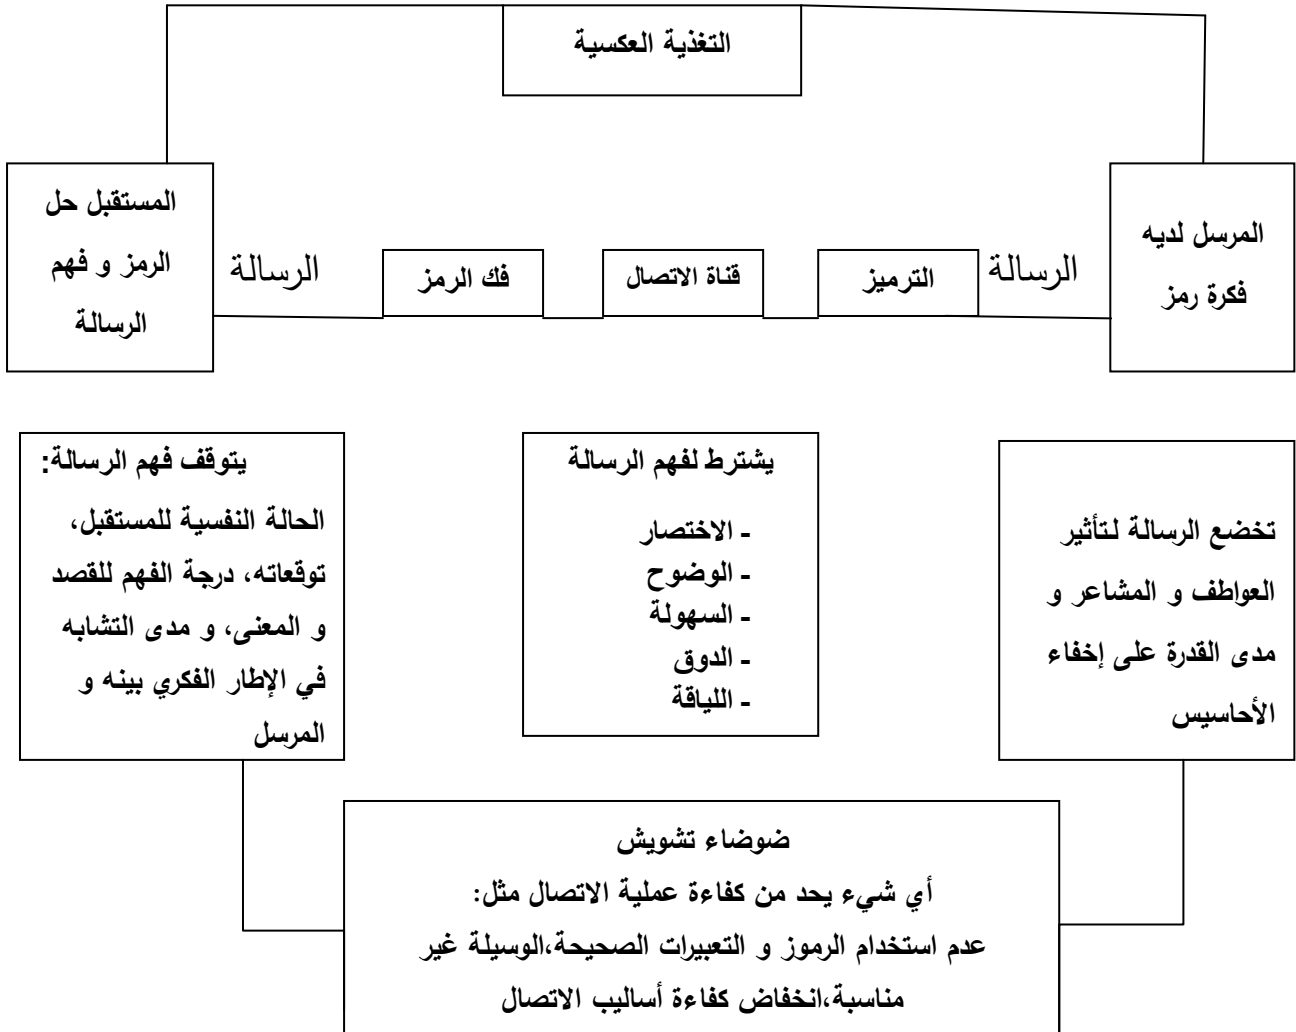 التغذية العكسية
المرسل لديه
فكرة رمز
الرسالة
الترميز
قناة الاتصال
فك الرمز
الرسالة
المستقبل حل
الرمز و فهم
الرسالة
تخضع الرسالة لتأثير
العواطف و المشاعر و
مدى القدرة على إخفاء
الأحاسيس
يشترط لفهم الرسالة
- الاختصار
- الوضوح
- السهولة
- الدوق
- اللياقة
يتوقف فهم الرسالة:
الحالة النفسية للمستقبل،
توقعاته، درجة الفهم للقصد
و المعنى، و مدى التشابه
في الإطار الفكري بينه و
المرسل
ضوضاء تشويش
أي شيء يحد من كفاءة عملية الاتصال مثل:
عدم استخدام الرموز و التعبيرات الصحيحة،الوسيلة غير
مناسبة،انخفاض كفاءة أساليب الاتصال